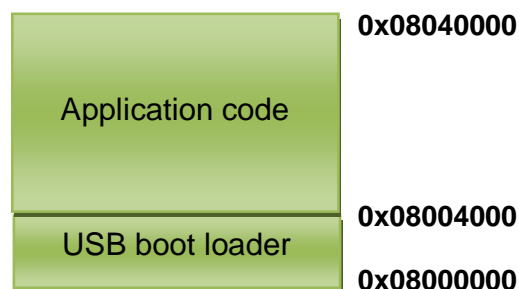 0x08040000
Application code
0x08004000
USB boot loader
0x08000000